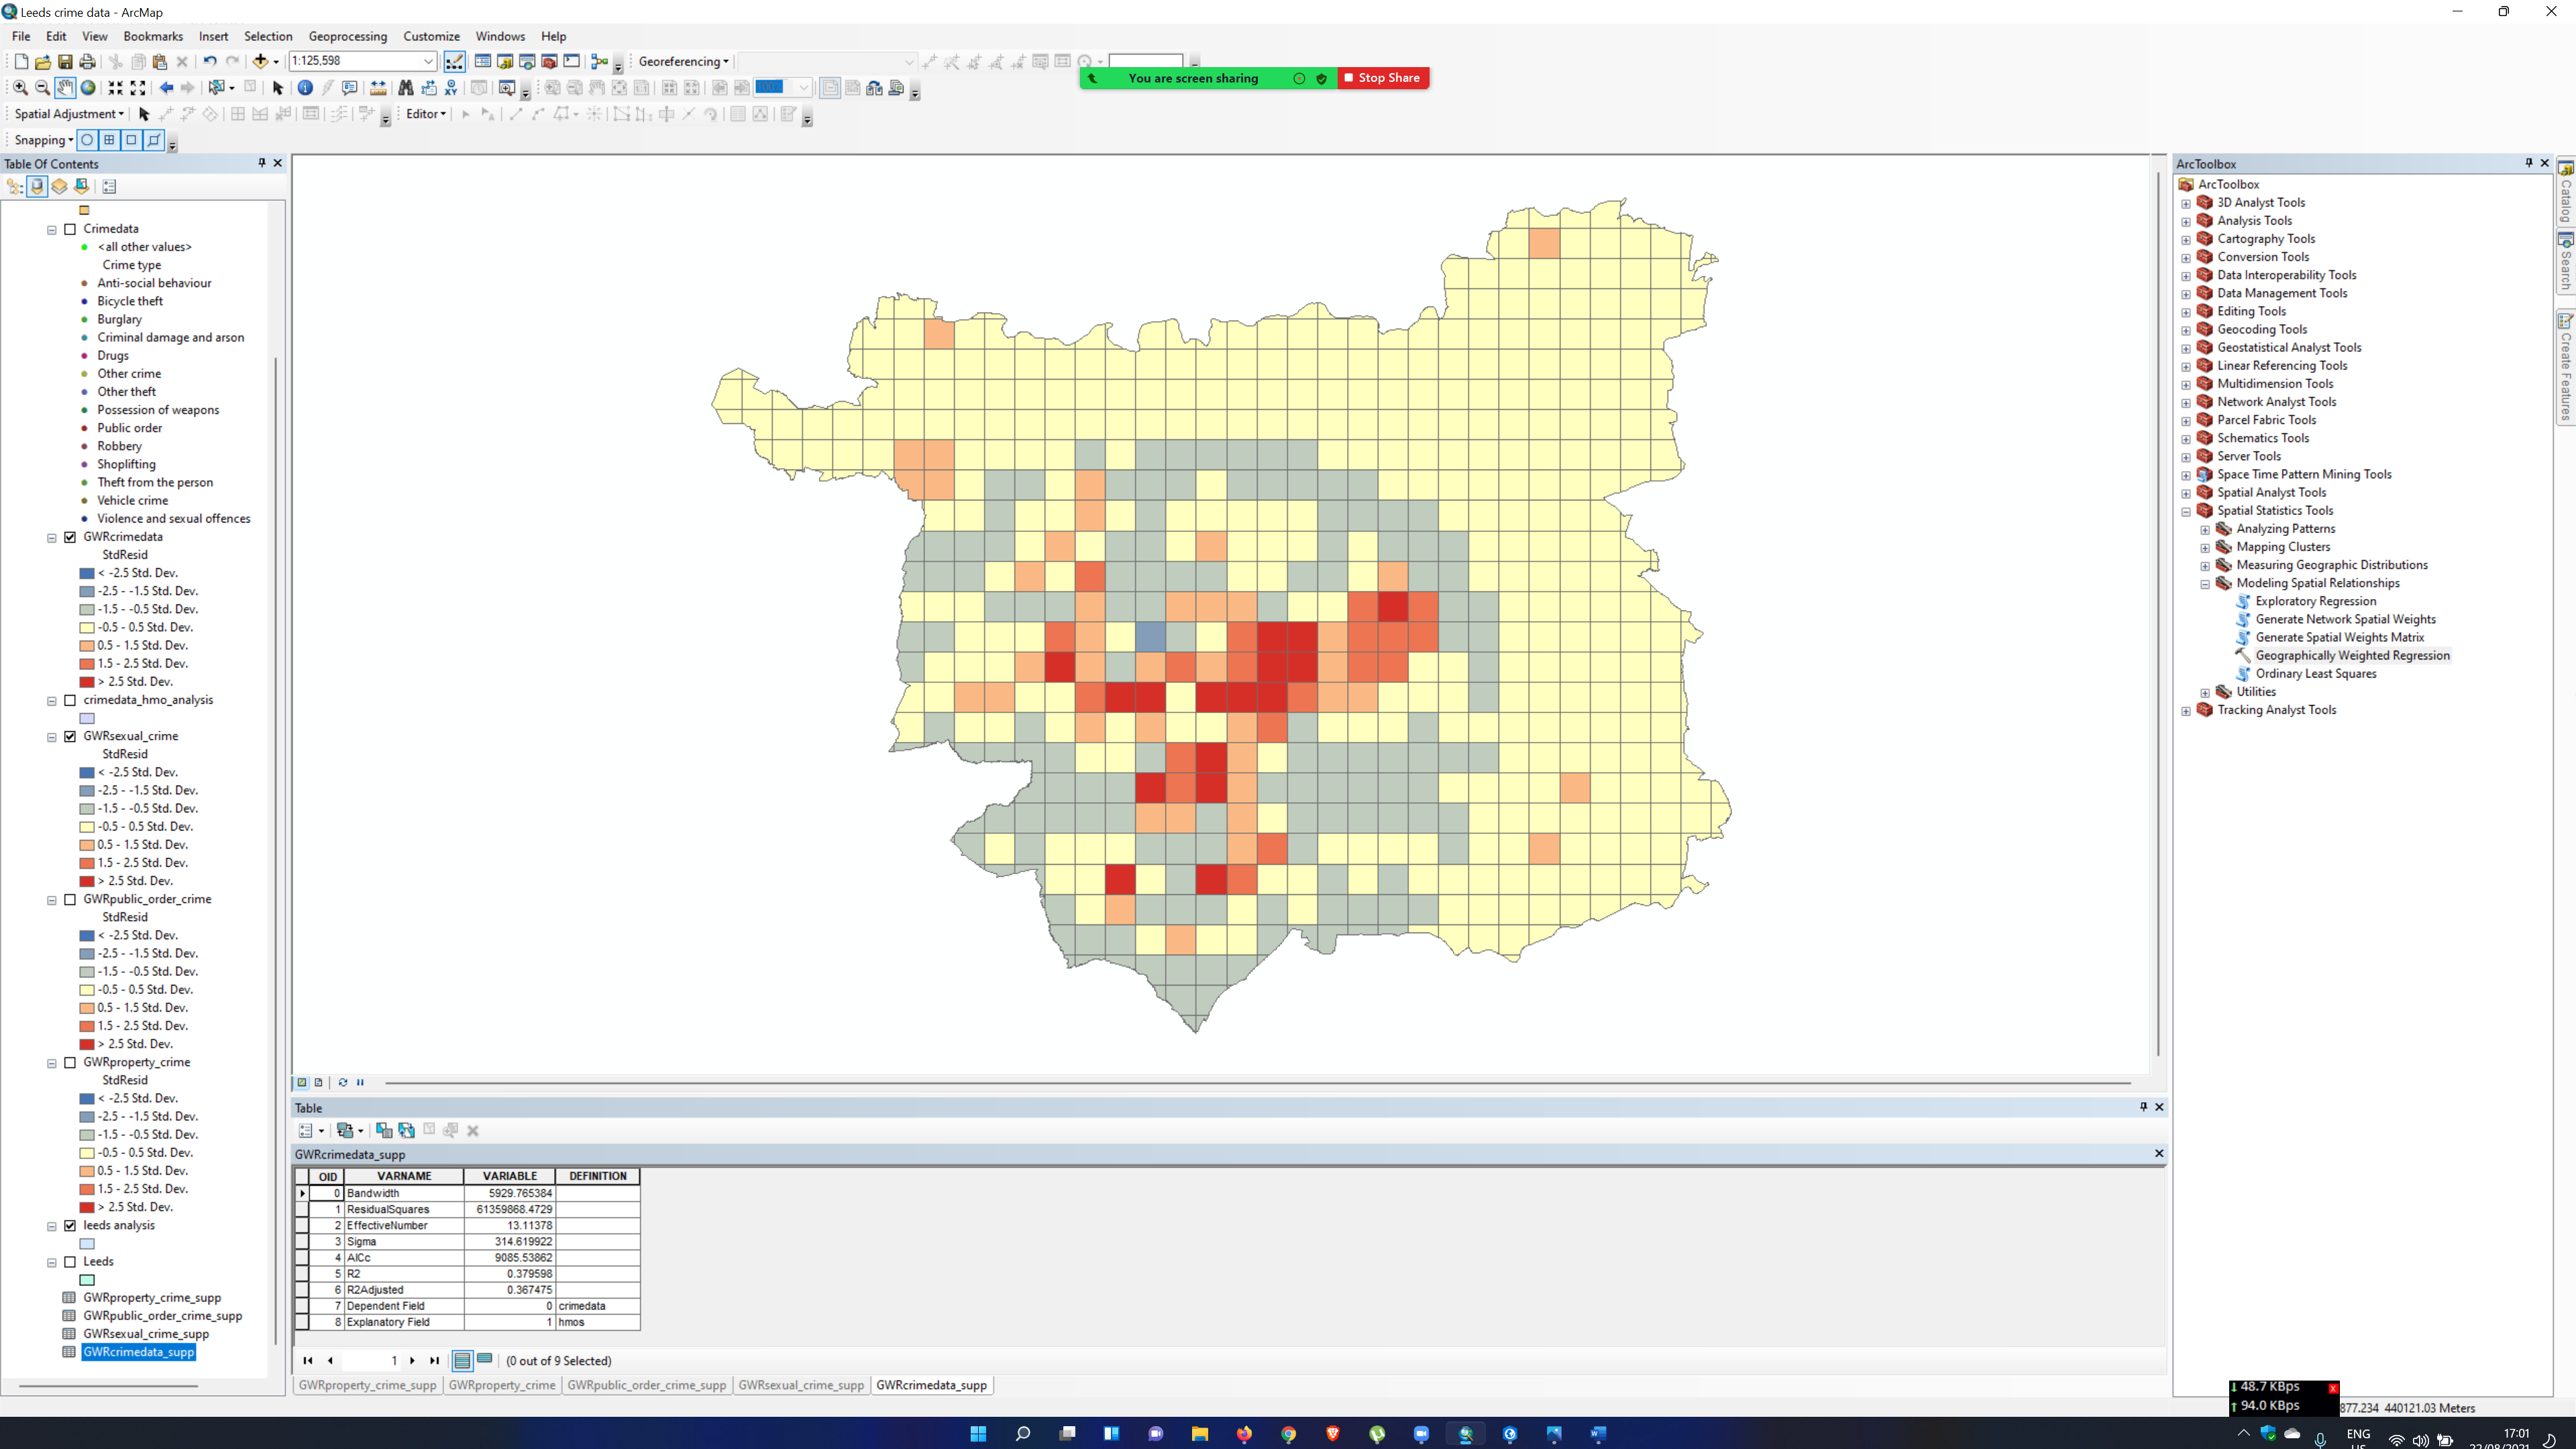 Leeds crime data - ArcMap
File Edit View Bookmarks Insert Selection Geoprocessing Customize Windows Help
1:125,598
Georeferencing
You are screen sharing
Stop Share
Spatial Adjustment
Editor
Snapping
Table Of Contents
Crimedata
<all other values>
Crime type
Anti-social behaviour
Bicycle theft
Burglary
Criminal damage and arson
Drugs
Other crime
Other theft
Possession of weapons
Public order
Robbery
Shoplifting
Theft from the person
Vehicle crime
Violence and sexual offences
GWRcrimedata
StdResid
< -2.5 Std. Dev.
-2.5 - -1.5 Std. Dev.
-1.5 - -0.5 Std. Dev.
-0.5 - 0.5 Std. Dev.
0.5 - 1.5 Std. Dev.
1.5 - 2.5 Std. Dev.
> 2.5 Std. Dev.
crimedata_hmo_analysis
GWRsexual_crime
StdResid
< -2.5 Std. Dev.
-2.5 - -1.5 Std. Dev.
-1.5 - -0.5 Std. Dev.
-0.5 - 0.5 Std. Dev.
0.5 - 1.5 Std. Dev.
1.5 - 2.5 Std. Dev.
> 2.5 Std. Dev.
GWRpublic_order_crime
StdResid
< -2.5 Std. Dev.
-2.5 - -1.5 Std. Dev.
-1.5 - -0.5 Std. Dev.
-0.5 - 0.5 Std. Dev.
0.5 - 1.5 Std. Dev.
1.5 - 2.5 Std. Dev.
> 2.5 Std. Dev.
GWRproperty_crime
StdResid
< -2.5 Std. Dev.
-2.5 - -1.5 Std. Dev.
-1.5 - -0.5 Std. Dev.
-0.5 - 0.5 Std. Dev.
0.5 - 1.5 Std. Dev.
1.5 - 2.5 Std. Dev.
> 2.5 Std. Dev.
leeds analysis
Leeds
GWRproperty_crime_supp
GWRpublic_order_crime_supp
GWRsexual_crime_supp
GWRcrimedata_supp
Table
GWRcrimedata_supp
OID VARNAME VARIABLE DEFINITION
0 Bandwidth 5929.765384
1 ResidualSquares 61359868.4729
2 EffectiveNumber 13.11378
3 Sigma 314.619922
4 AICc 9085.53862
5 R2 0.379598
6 R2Adjusted 0.367475
7 Dependent Field 0 crimedata
8 Explanatory Field 1 hmos
1
(0 out of 9 Selected)
GWRproperty_crime_supp GWRproperty_crime GWRpublic_order_crime_supp GWRsexual_crime_supp GWRcrimedata_supp
ArcToolbox
ArcToolbox
3D Analyst Tools
Analysis Tools
Cartography Tools
Conversion Tools
Data Interoperability Tools
Data Management Tools
Editing Tools
Geocoding Tools
Geostatistical Analyst Tools
Linear Referencing Tools
Multidimension Tools
Network Analyst Tools
Parcel Fabric Tools
Schematics Tools
Server Tools
Space Time Pattern Mining Tools
Spatial Analyst Tools
Spatial Statistics Tools
Analyzing Patterns
Mapping Clusters
Measuring Geographic Distributions
Modeling Spatial Relationships
Exploratory Regression
Generate Network Spatial Weights
Generate Spatial Weights Matrix
Geographically Weighted Regression
Ordinary Least Squares
Utilities
Tracking Analyst Tools
Catalog
Search
Create Features
48.7 KBps
94.0 KBps
877.234 440121.03 Meters
ENG
17:01